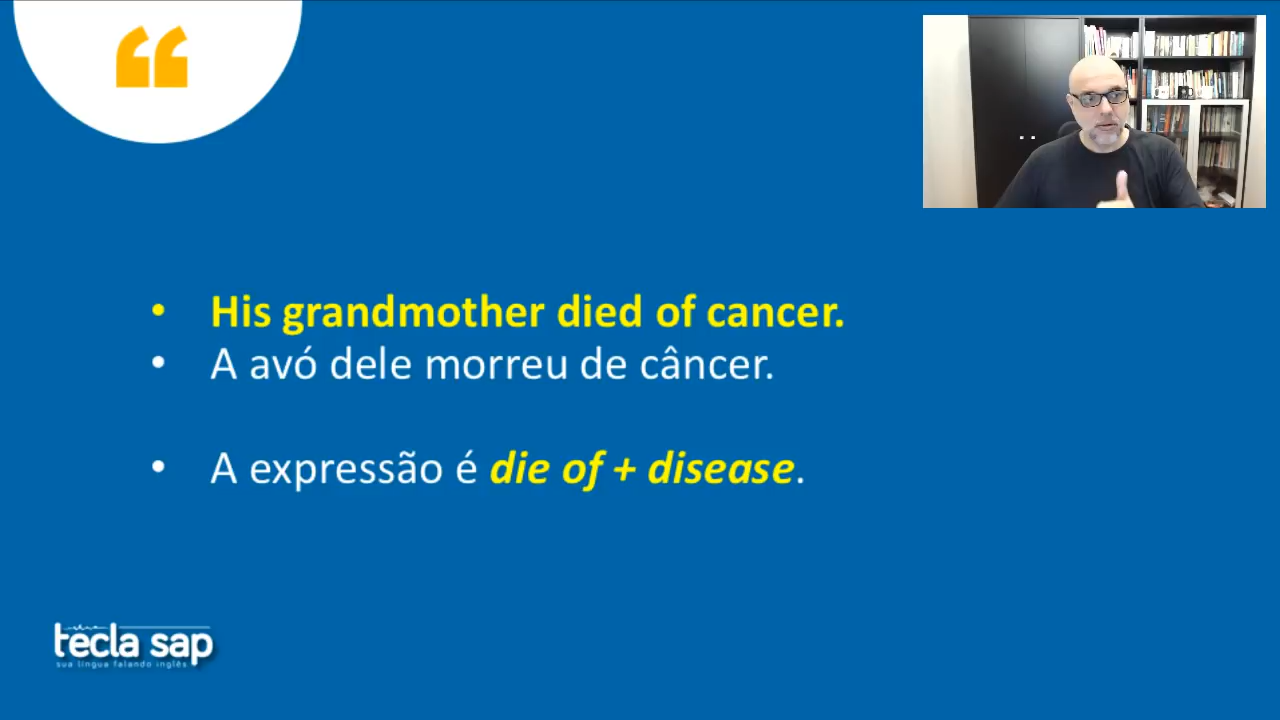 “
• His grandmother died of cancer.
• A avó dele morreu de câncer.
• A expressão é die of + disease.
tecla sap
sua língua falando inglês